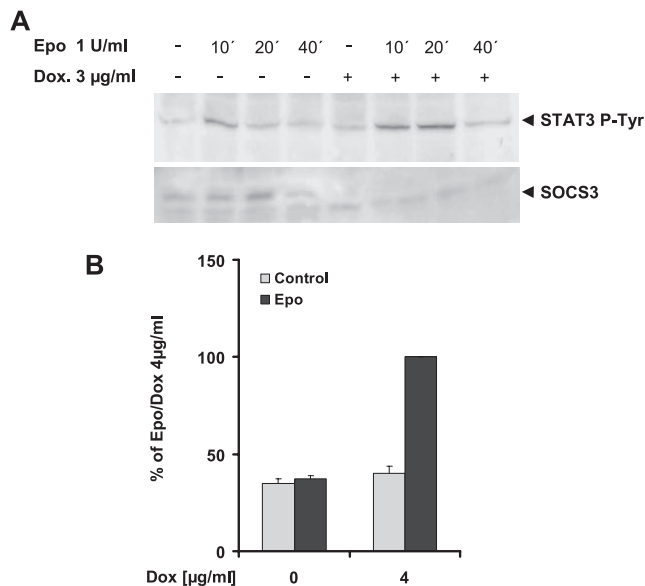 A
Epo 1 U/ml - 10´ 20´ 40´ - 10´ 20´ 40´
Dox. 3 µg/ml - - - - + + + +
◄ STAT3 P-Tyr
◄ SOCS3
B
150
Control
Epo
100
50
0
% of Epo/Dox 4µg/ml
Dox [µg/ml] 0 4